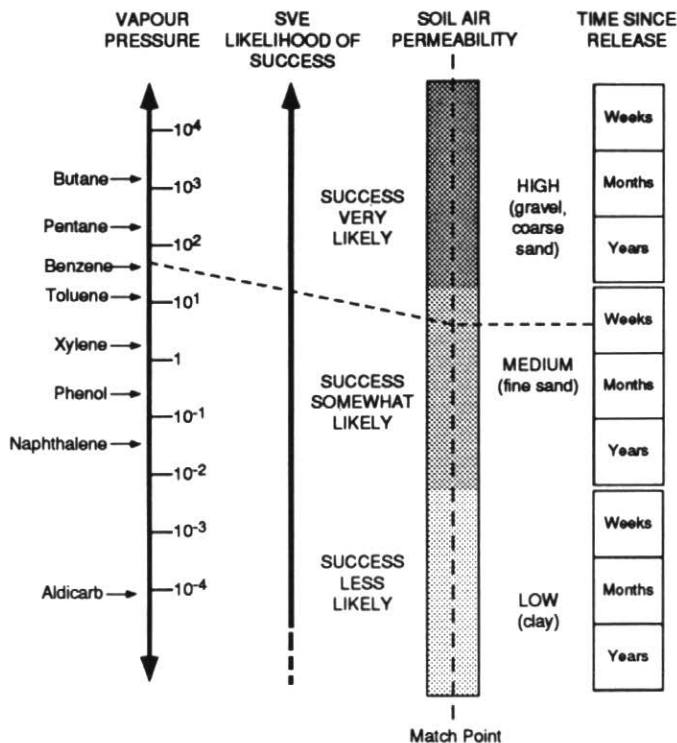 VAPOUR
PRESSURE
SVE
LIKELIHOOD OF
SUCCESS
SOIL AIR
PERMEABILITY
TIME SINCE
RELEASE
10⁴
10³
10²
10¹
1
10⁻¹
10⁻²
10⁻³
10⁻⁴
Butane
Pentane
Benzene
Toluene
Xylene
Phenol
Naphthalene
Aldicarb
SUCCESS
VERY
LIKELY
SUCCESS
SOMEWHAT
LIKELY
SUCCESS
LESS
LIKELY
HIGH
(gravel,
coarse
sand)
MEDIUM
(fine sand)
LOW
(clay)
Weeks
Months
Years
Weeks
Months
Years
Weeks
Months
Years
Match Point